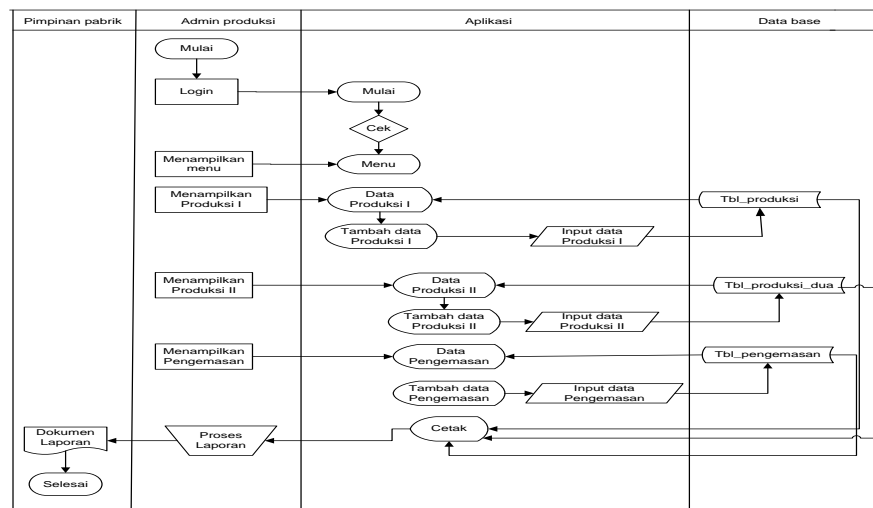 Pimpinan pabrik
Admin produksi
Aplikasi
Data base
Mulai
Login
Mulai
Cek
Menampilkan
menu
Menu
Menampilkan
Produksi I
Data
Produksi I
Tbl_produksi
Tambah data
Produksi I
Input data
Produksi I
Menampilkan
Produksi II
Data
Produksi II
Tbl_produksi_dua
Tambah data
Produksi II
Input data
Produksi II
Menampilkan
Pengemasan
Data
Pengemasan
Tbl_pengemasan
Tambah data
Pengemasan
Input data
Pengemasan
Dokumen
Laporan
Proses
Laporan
Cetak
Selesai